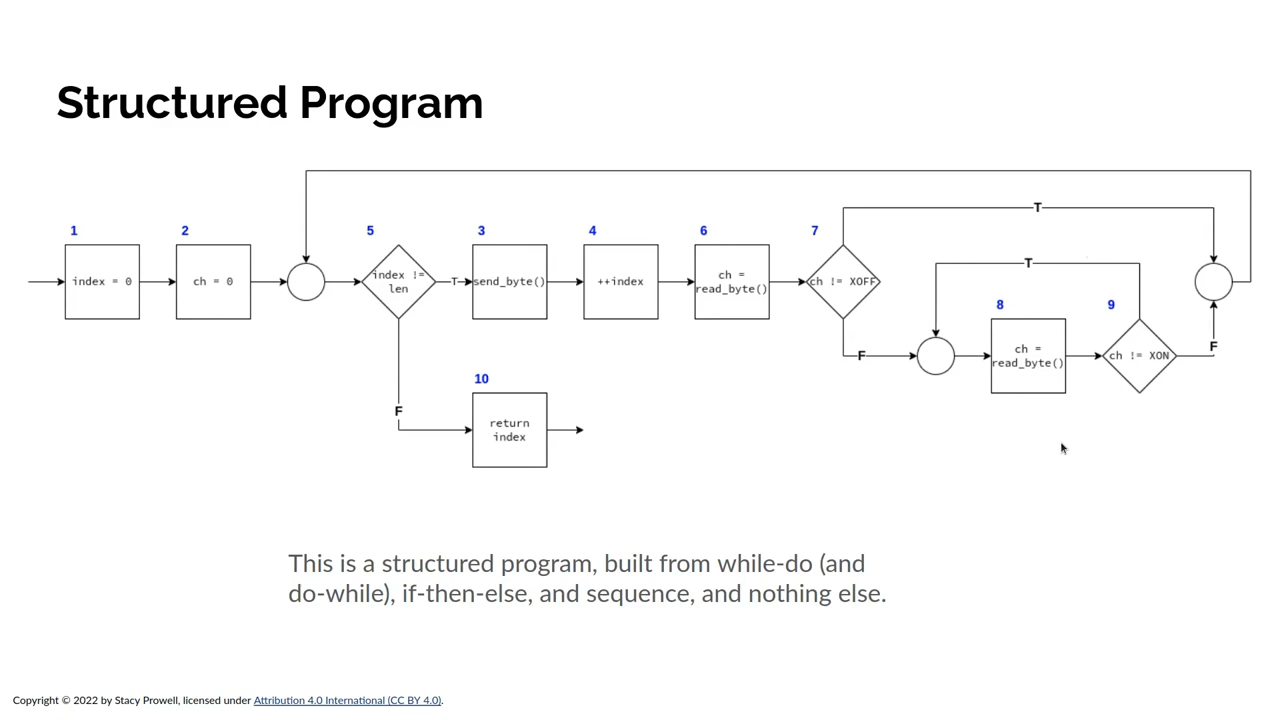 Structured Program
T
1
2
5
3
4
6
7
index = 0
ch = 0
index !=
len
T
send_byte()
++index
ch =
read_byte()
ch != XOFF
T
8
9
F
ch =
read_byte()
ch != XON
F
10
F
return
index
This is a structured program, built from while-do (and
do-while), if-then-else, and sequence, and nothing else.
Copyright © 2022 by Stacy Prowell, licensed under Attribution 4.0 International (CC BY 4.0).